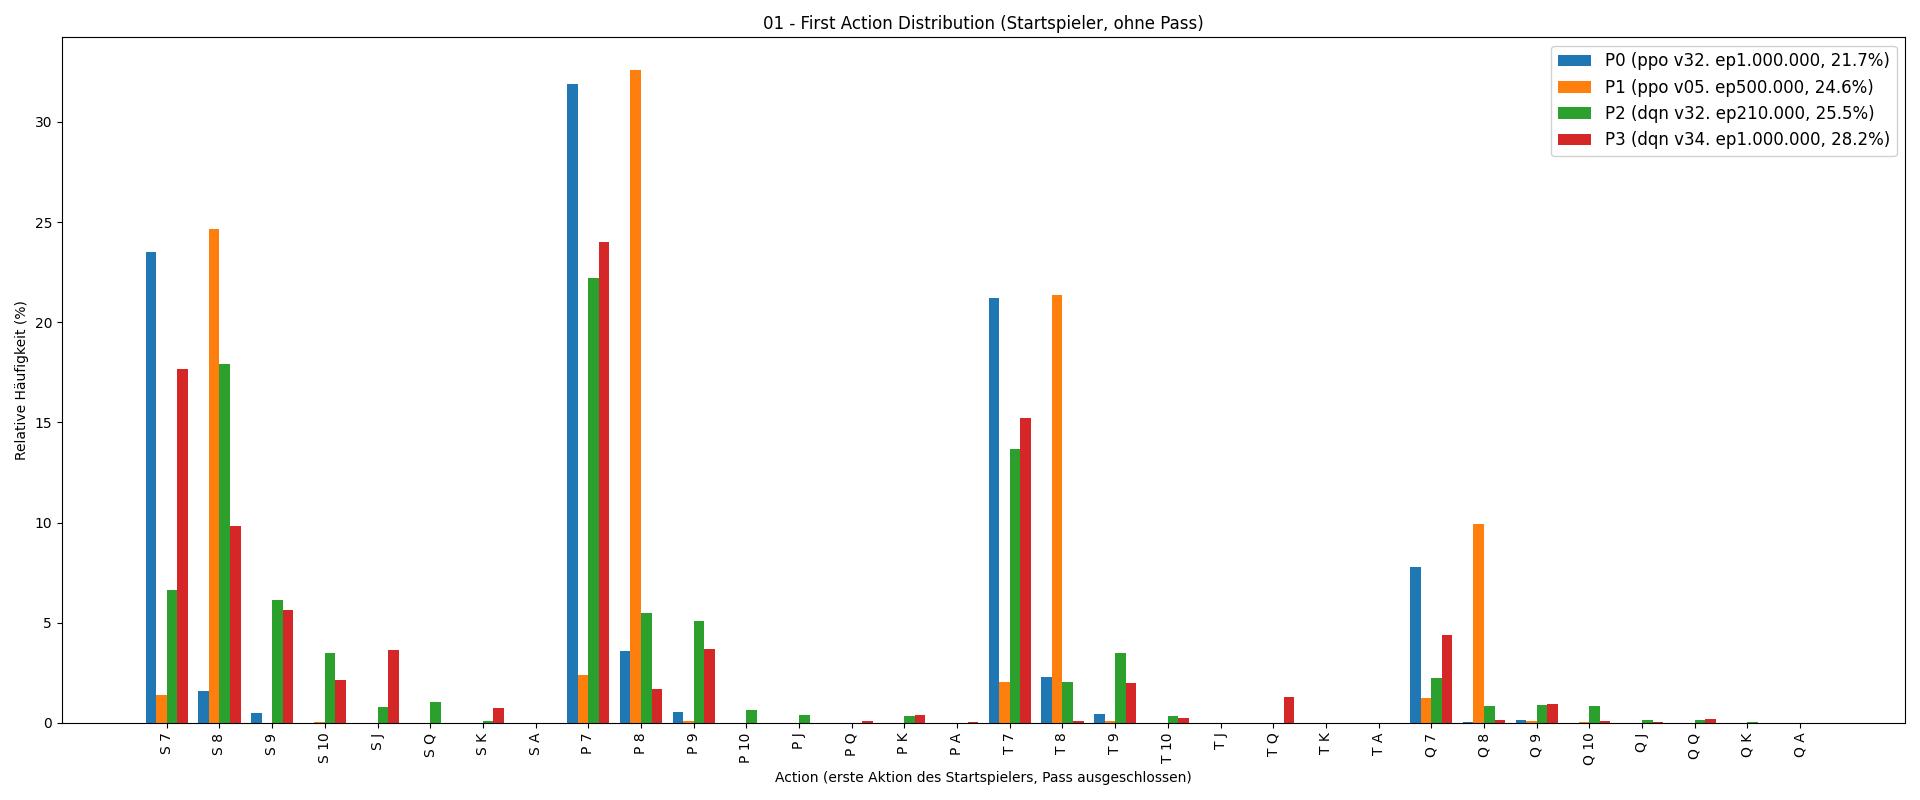 01 - First Action Distribution (Startspieler, ohne Pass)
P0 (ppo v32. ep1.000.000, 21.7%)
P1 (ppo v05. ep500.000, 24.6%)
P2 (dqn v32. ep210.000, 25.5%)
P3 (dqn v34. ep1.000.000, 28.2%)
Relative Häufigkeit (%)
30
25
20
15
10
5
0
S 7
S 8
S 9
S 10
S J
S Q
S K
S A
P 7
P 8
P 9
P 10
P J
P Q
P K
P A
T 7
T 8
T 9
T 10
T J
T Q
T K
T A
Q 7
Q 8
Q 9
Q 10
Q J
Q Q
Q K
Q A
Action (erste Aktion des Startspielers, Pass ausgeschlossen)